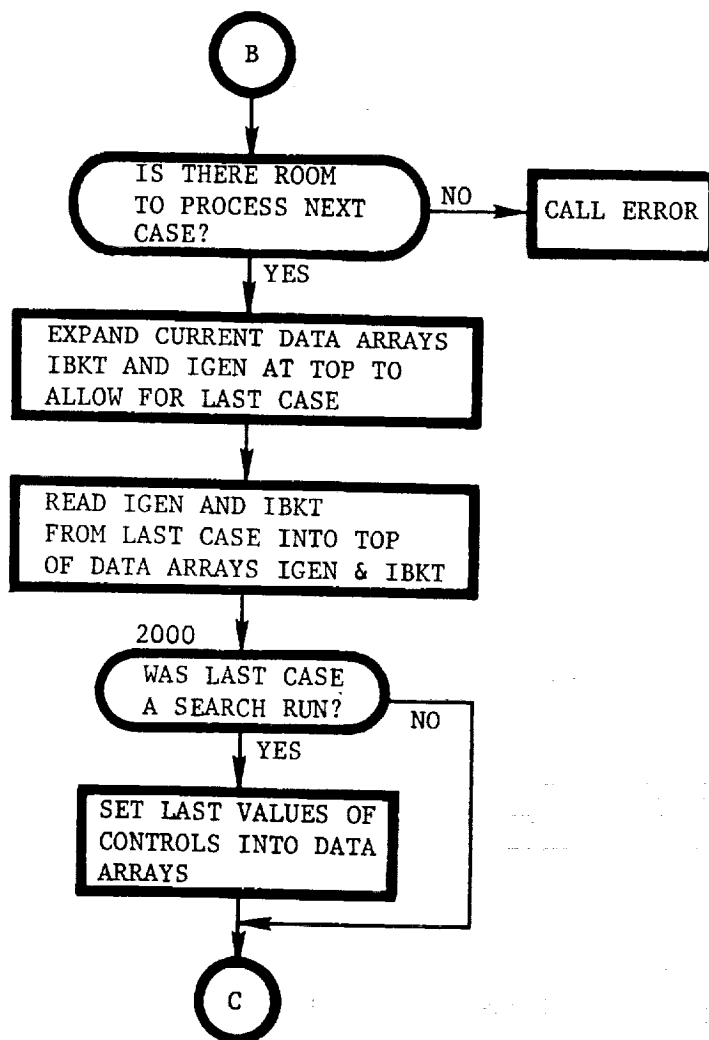 B
IS THERE ROOM
TO PROCESS NEXT
CASE?
NO
CALL ERROR
YES
EXPAND CURRENT DATA ARRAYS
IBKT AND IGEN AT TOP TO
ALLOW FOR LAST CASE
READ IGEN AND IBKT
FROM LAST CASE INTO TOP
OF DATA ARRAYS IGEN & IBKT
2000
WAS LAST CASE
A SEARCH RUN?
NO
YES
SET LAST VALUES OF
CONTROLS INTO DATA
ARRAYS
C